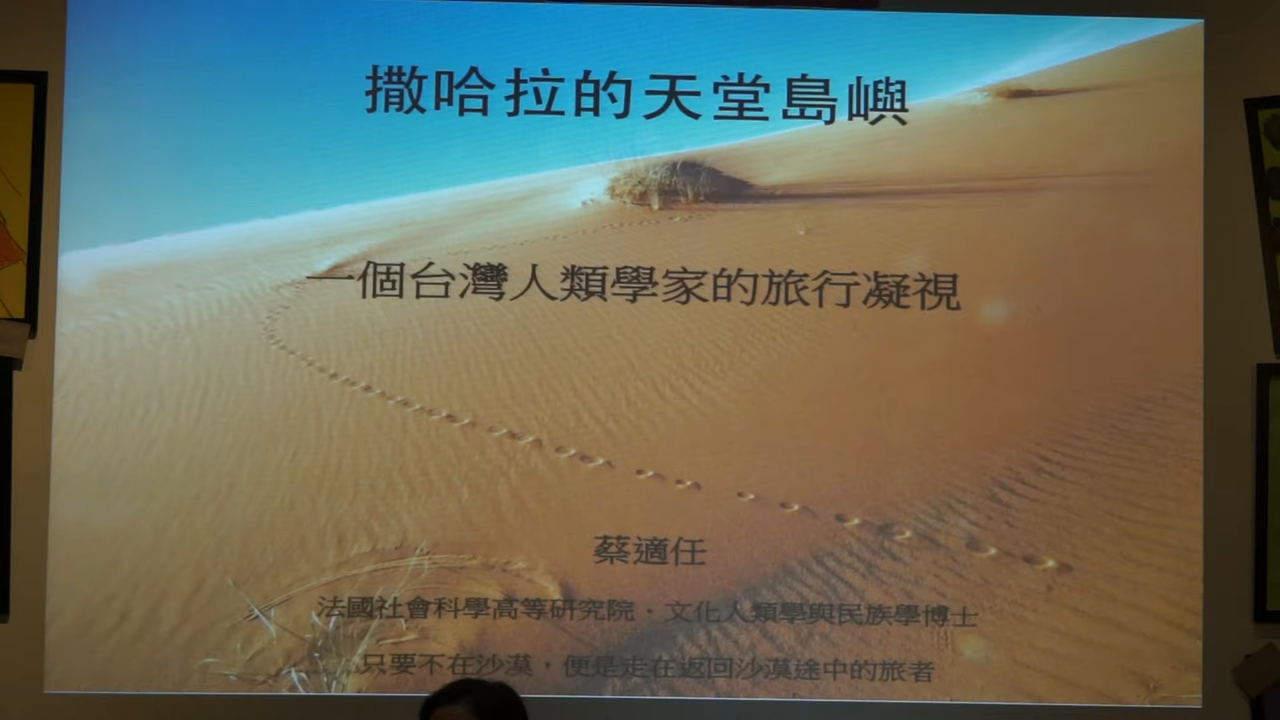 撒哈拉的天堂島嶼
一個台灣人類學家的旅行凝視
蔡適任
法國社會科學高等研究院・文化人類學與民族學博士
只要不在沙漠，便是走在返回沙漠途中的旅者